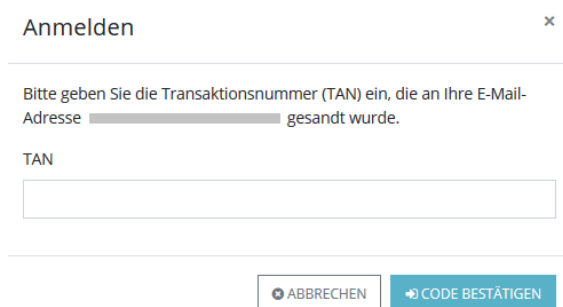 Anmelden
×
Bitte geben Sie die Transaktionsnummer (TAN) ein, die an Ihre E-Mail-
Adresse gesandt wurde.
TAN
ABBRECHEN
CODE BESTÄTIGEN